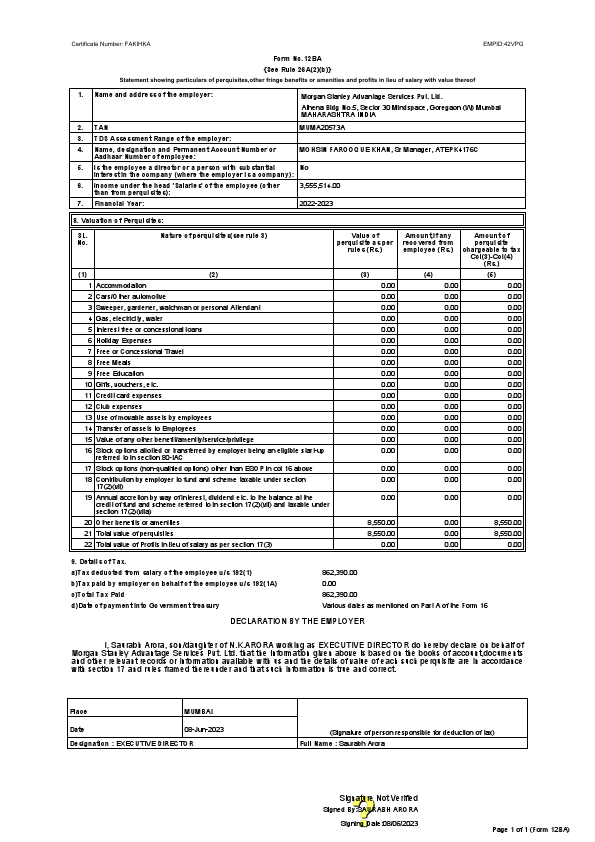 Certificate Number: FAKIHKA EMPID:42VPG
Form No.12BA
{See Rule 26A(2)(b)}
Statement showing particulars of perquisites,other fringe benefits or amenities and profits in lieu of salary with value thereof
1. Name and address of the employer: Morgan Stanley Advantage Services Pvt. Ltd.
Athena Bldg No.5, Sector 30 Mindspace, Goregaon (W) Mumbai
MAHARASHTRA INDIA
2. TAN MUMA20573A
3. TDS Assessment Range of the employer:
4. Name, designation and Permanent Account Number or MOHSIN FAROOQUE KHAN, Sr Manager, ATEPK4176C
Aadhaar Number of employee:
5. Is the employee a director or a person with substantial No
interest in the company (where the employer is a company):
6. Income under the head 'Salaries' of the employee (other 3,555,514.00
than from perquisites):
7. Financial Year: 2022-2023
8. Valuation of Perquisites:
Sl. Nature of perquisites(see rule 3) Value of Amount,if any Amount of
No. perquisite as per recovered from perquisite
rules (Rs.) employee (Rs.) chargeable to tax
Col(3)-Col(4)
(Rs.)
(1) (2) (3) (4) (5)
1 Accommodation 0.00 0.00 0.00
2 Cars/Other automotive 0.00 0.00 0.00
3 Sweeper, gardener, watchman or personal Attendant 0.00 0.00 0.00
4 Gas, electricity, water 0.00 0.00 0.00
5 Interest free or concessional loans 0.00 0.00 0.00
6 Holiday Expenses 0.00 0.00 0.00
7 Free or Concessional Travel 0.00 0.00 0.00
8 Free Meals 0.00 0.00 0.00
9 Free Education 0.00 0.00 0.00
10 Gifts, vouchers, etc. 0.00 0.00 0.00
11 Credit card expenses 0.00 0.00 0.00
12 Club expenses 0.00 0.00 0.00
13 Use of movable assets by employees 0.00 0.00 0.00
14 Transfer of assets to Employees 0.00 0.00 0.00
15 Value of any other benefit/amenity/service/privilege 0.00 0.00 0.00
16 Stock options allotted or transferred by employer being an eligible start-up 0.00 0.00 0.00
referred to in section 80-IAC
17 Stock options (non-qualified options) other than ESOP in col 16 above 0.00 0.00 0.00
18 Contribution by employer to fund and scheme taxable under section 0.00 0.00 0.00
17(2)(vii)
19 Annual accretion by way of interest, dividend etc. to the balance at the 0.00 0.00 0.00
credit of fund and scheme referred to in section 17(2)(vii) and taxable under
section 17(2)(viia)
20 Other benefits or amenities 8,550.00 0.00 8,550.00
21 Total value of perquisites 8,550.00 0.00 8,550.00
22 Total value of Profits in lieu of salary as per section 17(3) 0.00 0.00 0.00
9. Details of Tax.
a)Tax deducted from salary of the employee u/s 192(1) 862,390.00
b)Tax paid by employer on behalf of the employee u/s 192(1A) 0.00
c)Total Tax Paid 862,390.00
d)Date of payment into Government treasury Various dates as mentioned on Part A of the Form 16
DECLARATION BY THE EMPLOYER
I, Saurabh Arora, son/daughter of N.K.ARORA working as EXECUTIVE DIRECTOR do hereby declare on behalf of
Morgan Stanley Advantage Services Pvt. Ltd. that the information given above is based on the books of account,documents
and other relevant records or information available with us and the details of value of each such perquisite are in accordance
with section 17 and rules framed thereunder and that such information is true and correct.
Place MUMBAI
Date 08-Jun-2023 (Signature of person responsible for deduction of tax)
Designation : EXECUTIVE DIRECTOR Full Name : Saurabh Arora
Signature Not Verified
Signed By:SAURABH ARORA
Signing Date:08/06/2023
Page 1 of 1 (Form 12BA)